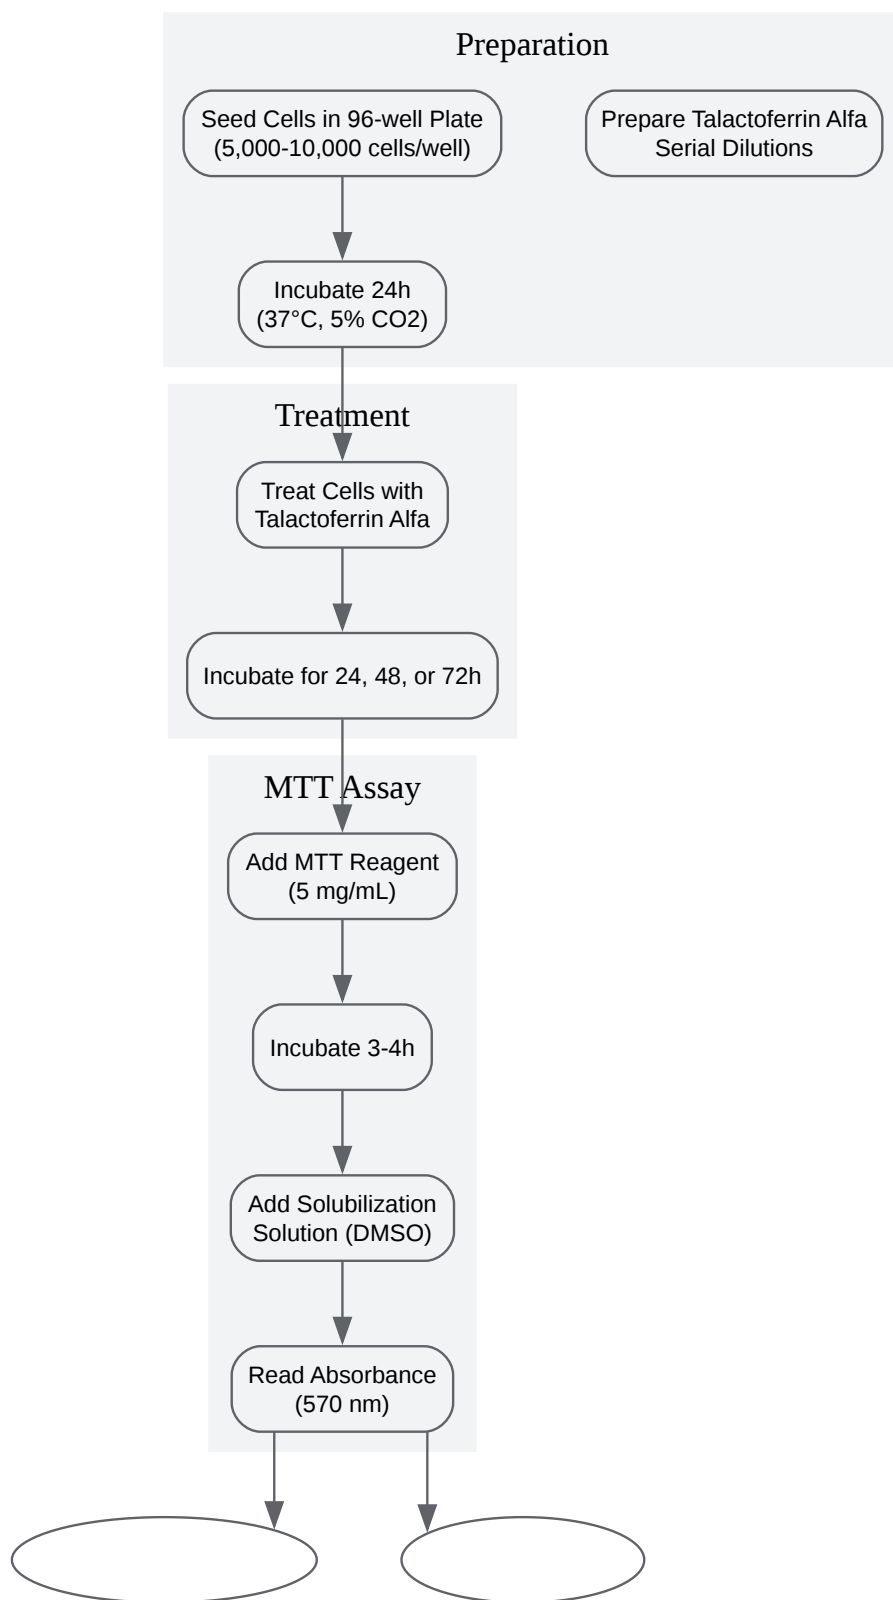 Preparation
Seed Cells in 96-well Plate
(5,000-10,000 cells/well)
Prepare Talactoferrin Alfa
Serial Dilutions
Incubate 24h
(37°C, 5% CO2)
Treatment
Treat Cells with
Talactoferrin Alfa
Incubate for 24, 48, or 72h
MTT Assay
Add MTT Reagent
(5 mg/mL)
Incubate 3-4h
Add Solubilization
Solution (DMSO)
Read Absorbance
(570 nm)